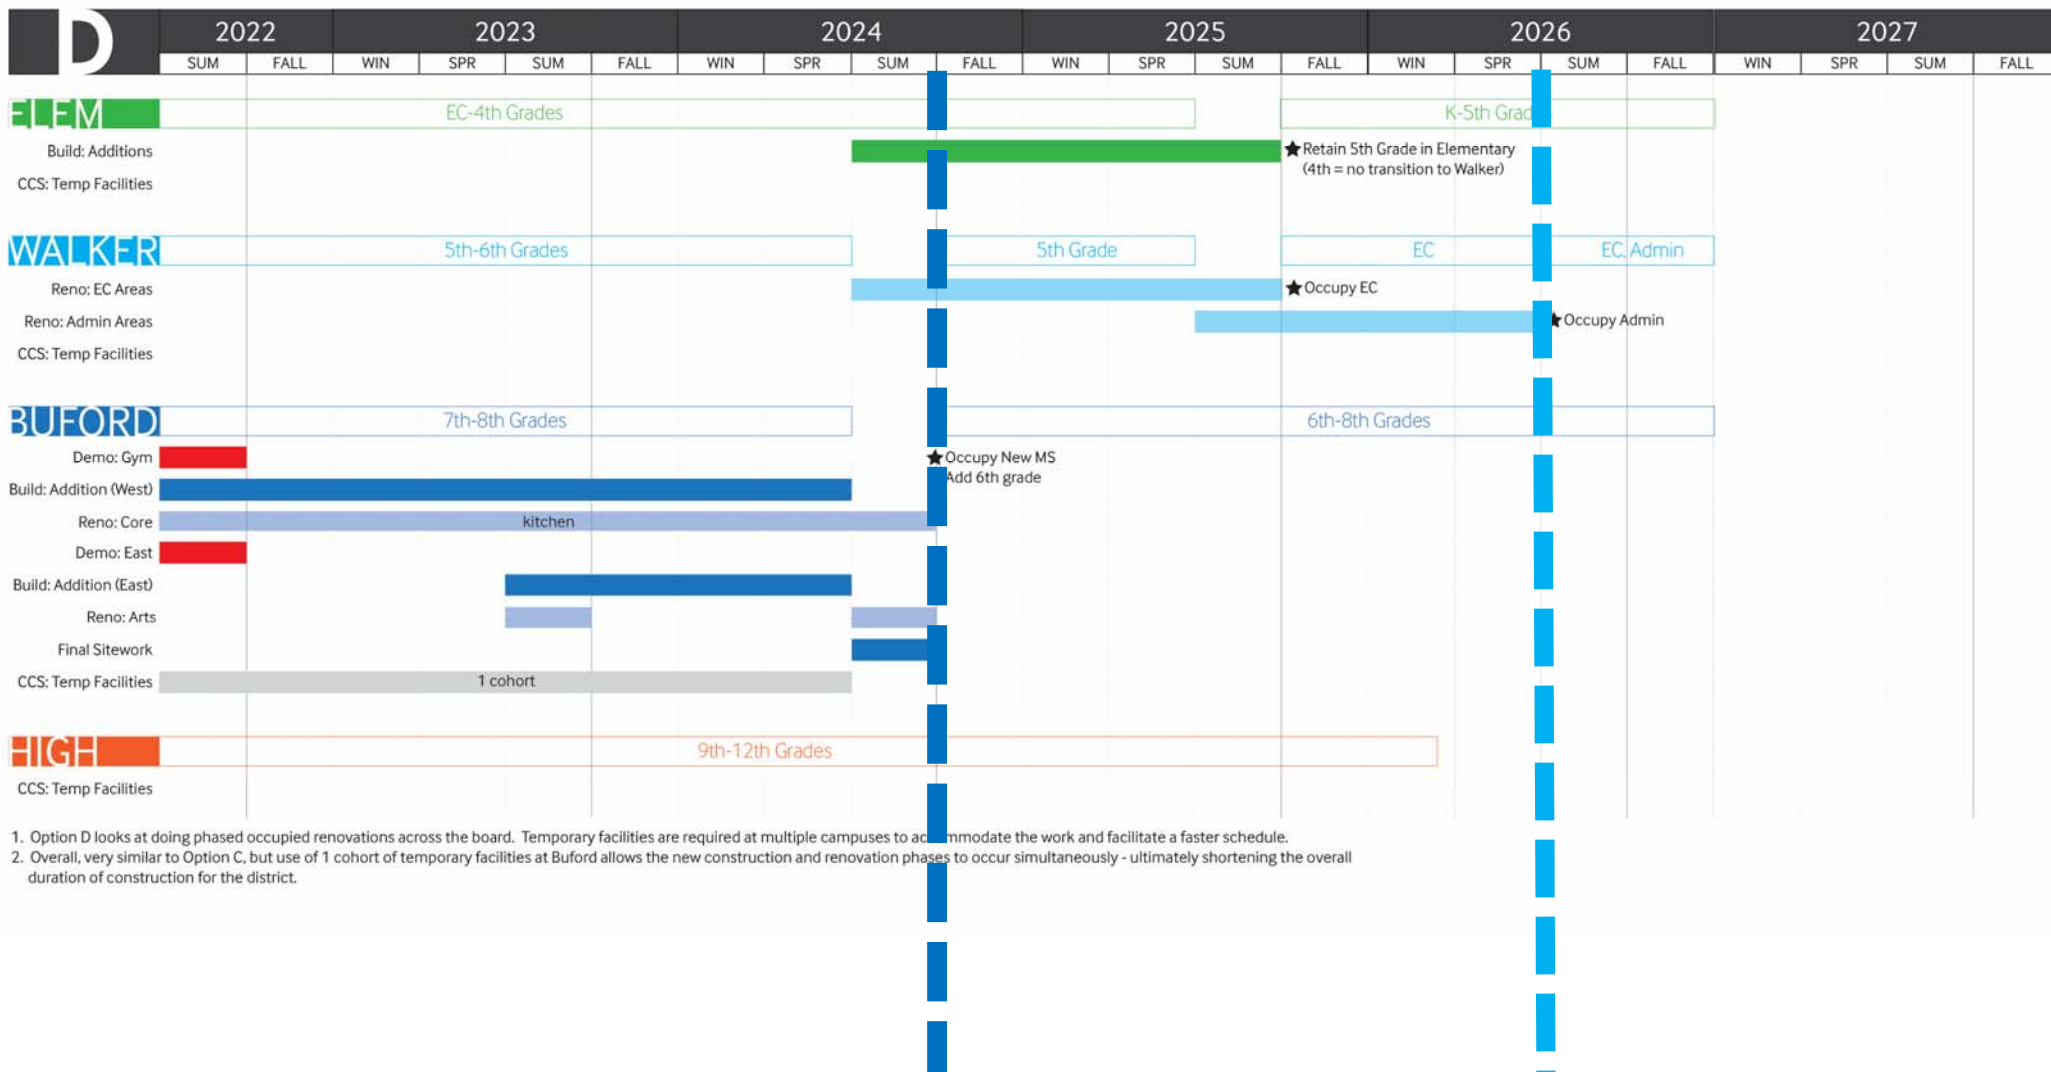 D 2022 2023 2024 2025 2026 2027
SUM FALL WIN SPR SUM FALL WIN SPR SUM FALL WIN SPR SUM FALL WIN SPR SUM FALL WIN SPR SUM FALL
ELEM EC-4th Grades K-5th
Build: Additions ★Retain 5th Grade in Elementary
(4th = no transition to Walker)
CCS: Temp Facilities
WALKER 5th-6th Grades 5th Grade EC EC, Admin
Reno: EC Areas ★Occupy EC
Reno: Admin Areas ★Occupy Admin
CCS: Temp Facilities
BUFORD 7th-8th Grades 6th-8th Grades
Demo: Gym ★Occupy New MS
Add 6th grade
Build: Addition (West)
Reno: Core kitchen
Demo: East
Build: Addition (East)
Reno: Arts
Final Sitework
CCS: Temp Facilities 1 cohort
HIGH 9th-12th Grades
CCS: Temp Facilities
1. Option D looks at doing phased occupied renovations across the board. Temporary facilities are required at multiple campuses to the work and facilitate a faster schedule.
2. Overall, very similar to Option C, but use of 1 cohort of temporary facilities at Buford allows the new construction and renovation phases to occur simultaneously - ultimately shortening the overall
duration of construction for the district.